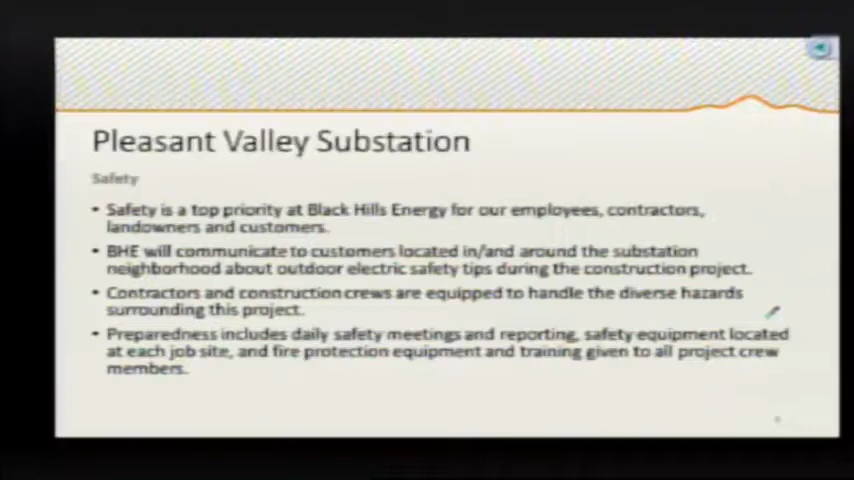 Pleasant Valley Substation
Safety
• Safety is a top priority at Black Hills Energy for our employees, contractors,
landowners and customers.
• BHE will communicate to customers located in/and around the substation
neighborhood about outdoor electric safety tips during the construction project.
• Contractors and construction crews are equipped to handle the diverse hazards
surrounding this project.
• Preparedness includes daily safety meetings and reporting, safety equipment located
at each job site, and fire protection equipment and training given to all project crew
members.